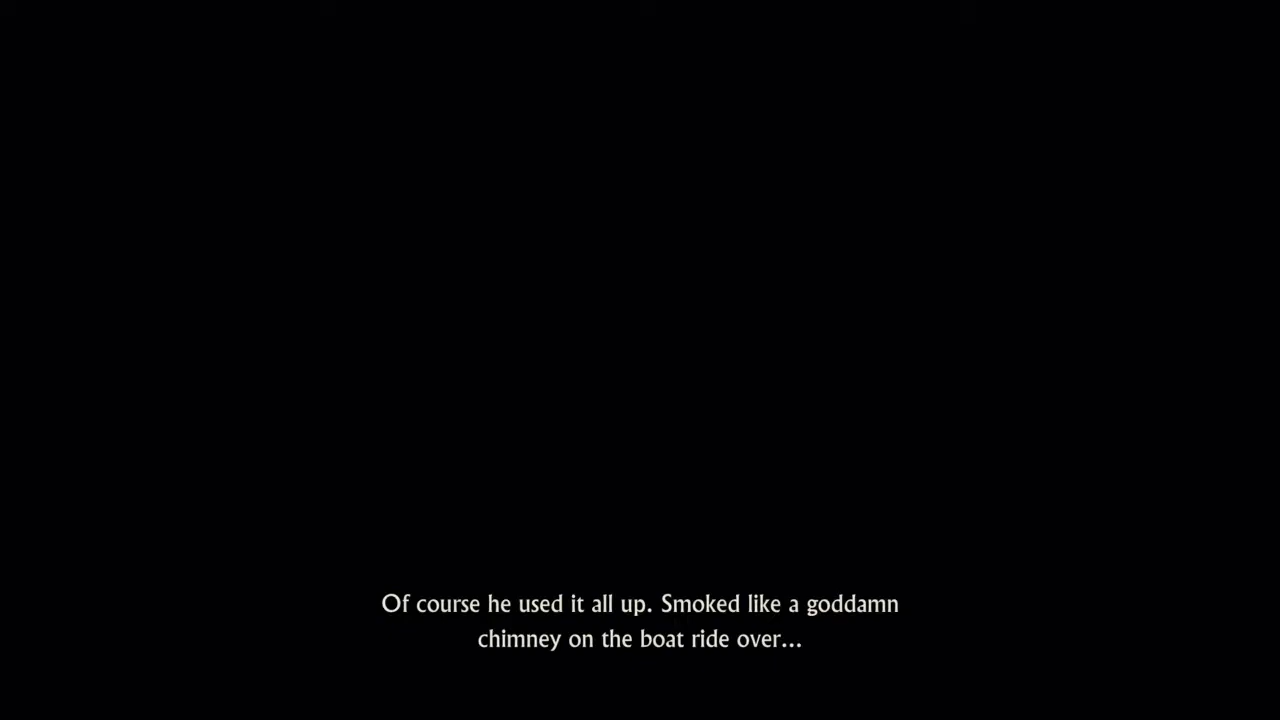 Of course he used it all up. Smoked like a goddamn
chimney on the boat ride over...